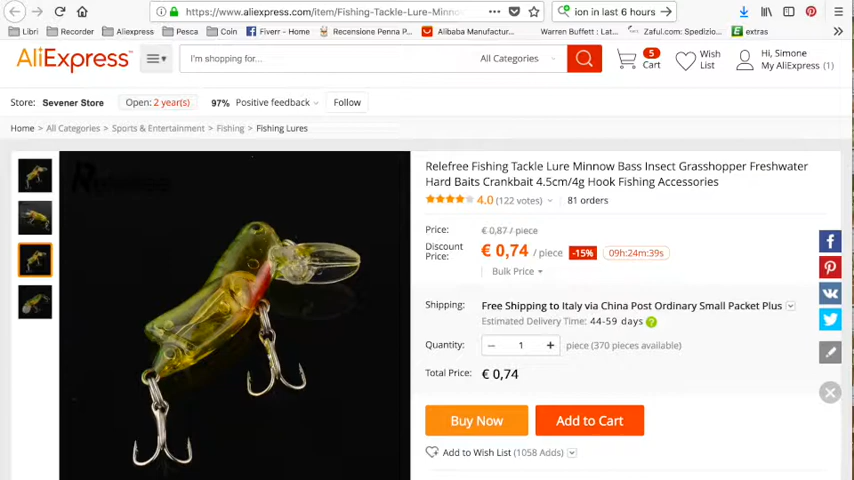 https://www.aliexpress.com/item/Fishing-Tackle-Lure-Minnow
ion in last 6 hours
Libri Recorder Aliexpress Pesca Coin Fiverr - Home Recensione Penna P... Alibaba Manufactur... Warren Buffett : Lat... Zaful.com: Spedizio... extras
AliExpress™ I'm shopping for... All Categories 5 Cart Wish List Hi, Simone My AliExpress (1)
Store: Sevener Store Open: 2 year(s) 97% Positive feedback Follow
Home > All Categories > Sports & Entertainment > Fishing > Fishing Lures
Relefree
Relefree Fishing Tackle Lure Minnow Bass Insect Grasshopper Freshwater
Hard Baits Crankbait 4.5cm/4g Hook Fishing Accessories
4.0 (122 votes) 81 orders
Price: € 0,87 / piece
Discount Price: € 0,74 / piece -15% 09h:24m:39s
Bulk Price
Shipping: Free Shipping to Italy via China Post Ordinary Small Packet Plus
Estimated Delivery Time: 44-59 days
Quantity: 1 piece (370 pieces available)
Total Price: € 0,74
Buy Now Add to Cart
Add to Wish List (1058 Adds)